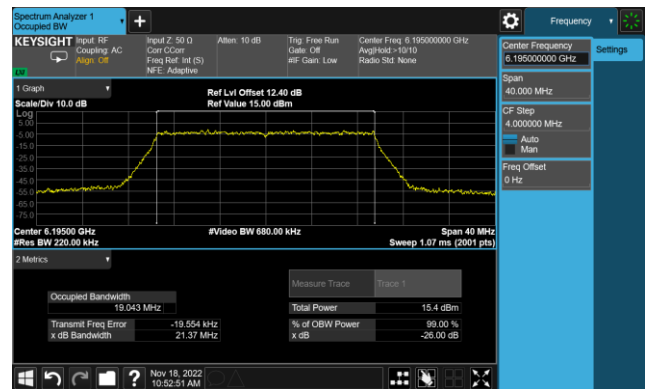 Spectrum Analyzer 1
Occupied BW
Frequency
KEYSIGHT
Input: RF
Coupling: AC
Align: Off
Input Z: 50 Ω
Corr CCorr
Freq Ref: Int (S)
NFE: Adaptive
Atten: 10 dB
Trig: Free Run
Gate: Off
#IF Gain: Low
Center Freq: 6.195000000 GHz
Avg|Hold:>10/10
Radio Std: None
Center Frequency
6.195000000 GHz
Settings
Span
40.000 MHz
CF Step
4.000000 MHz
Auto
Man
Freq Offset
0 Hz
1 Graph
Scale/Div 10.0 dB
Ref Lvl Offset 12.40 dB
Ref Value 15.00 dBm
Log
5.00
-5.00
-15.0
-25.0
-35.0
-45.0
-55.0
-65.0
-75.0
Center 6.19500 GHz
#Video BW 680.00 kHz
Span 40 MHz
#Res BW 220.00 kHz
Sweep 1.07 ms (2001 pts)
2 Metrics
Measure Trace
Trace 1
Occupied Bandwidth
19.043 MHz
Total Power
15.4 dBm
Transmit Freq Error
-19.554 kHz
% of OBW Power
99.00 %
x dB Bandwidth
21.37 MHz
x dB
-26.00 dB
?
Nov 18, 2022
10:52:51 AM